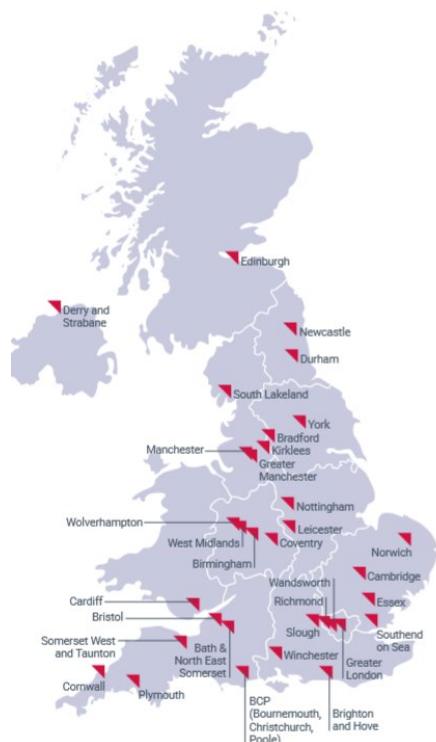 Edinburgh
Derry and
Strabane
Newcastle
Durham
South Lakeland
York
Bradford
Kirklees
Manchester
Greater
Manchester
Nottingham
Wolverhampton
Leicester
West Midlands
Coventry
Birmingham
Norwich
Wandsworth
Cambridge
Richmond
Essex
Cardiff
Bristol
Slough
Southend
on Sea
Somerset West
and Taunton
Bath &
North East
Somerset
Winchester
Greater
London
Cornwall
Plymouth
BCP
(Bournemouth,
Christchurch,
Poole)
Brighton
and Hove